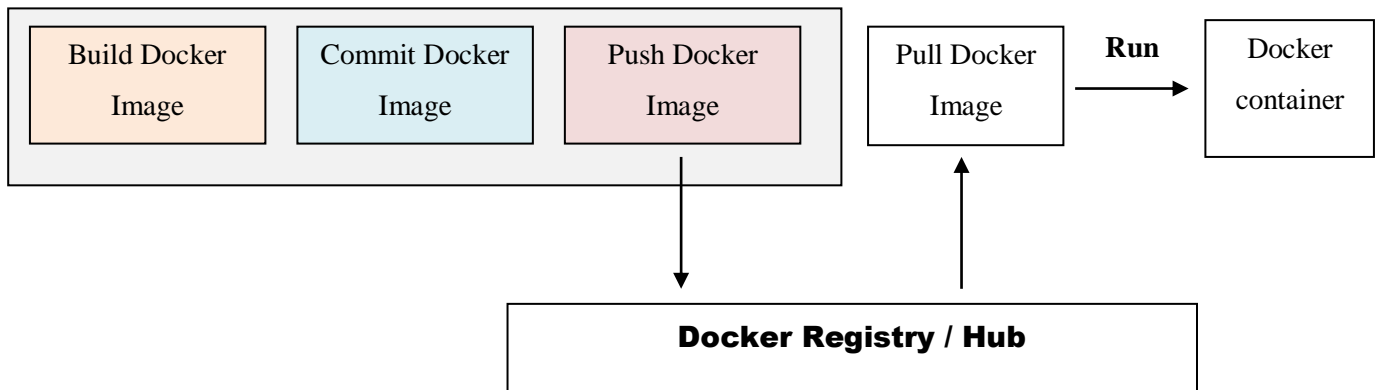 Build Docker
Image
Commit Docker
Image
Push Docker
Image
Pull Docker
Image
Run
Docker
container
Docker Registry / Hub